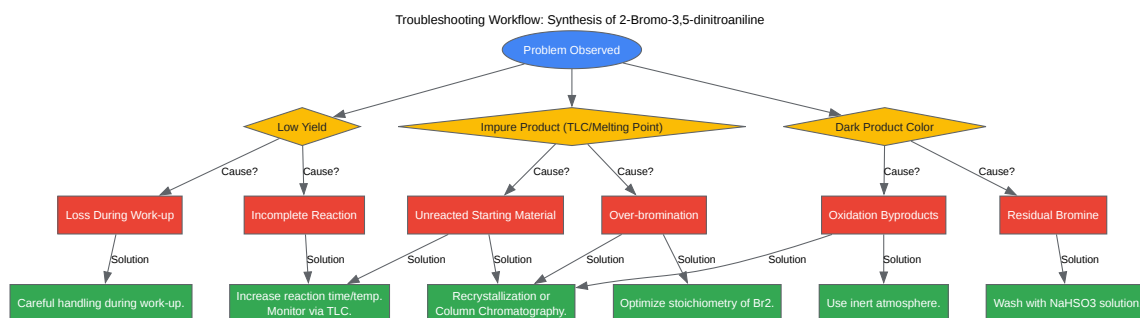 Troubleshooting Workflow: Synthesis of 2-Bromo-3,5-dinitroaniline
Problem Observed
Low Yield
Impure Product (TLC/Melting Point)
Dark Product Color
Cause?
Cause?
Cause?
Cause?
Cause?
Cause?
Loss During Work-up
Incomplete Reaction
Unreacted Starting Material
Over-bromination
Oxidation Byproducts
Residual Bromine
Solution
Solution
Solution
Solution
Solution
Solution
Solution
Solution
Solution
Careful handling during work-up.
Increase reaction time/temp.
Monitor via TLC.
Recrystallization or
Column Chromatography.
Optimize stoichiometry of Br2.
Use inert atmosphere.
Wash with NaHSO3 solution.